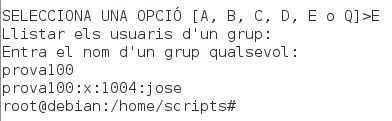 SELECCIONA UNA OPCIÓ [A, B, C, D, E o Q]>E
Llistar els usuaris d'un grup:
Entra el nom d'un grup qualsevol:
prova100
prova100:x:1004:jose
root@debian:/home/scripts#